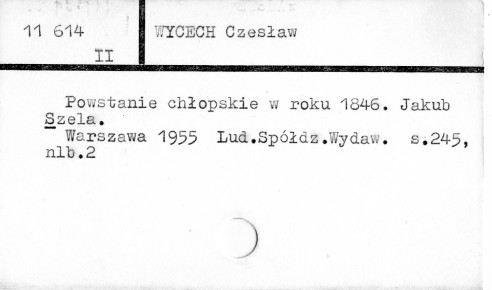 11 614
II
WYCECH Czesław
Powstanie chłopskie w roku 1846. Jakub
Szela.
Warszawa 1955 Lud.Spółdz.Wydaw. s.245,
nlb.2